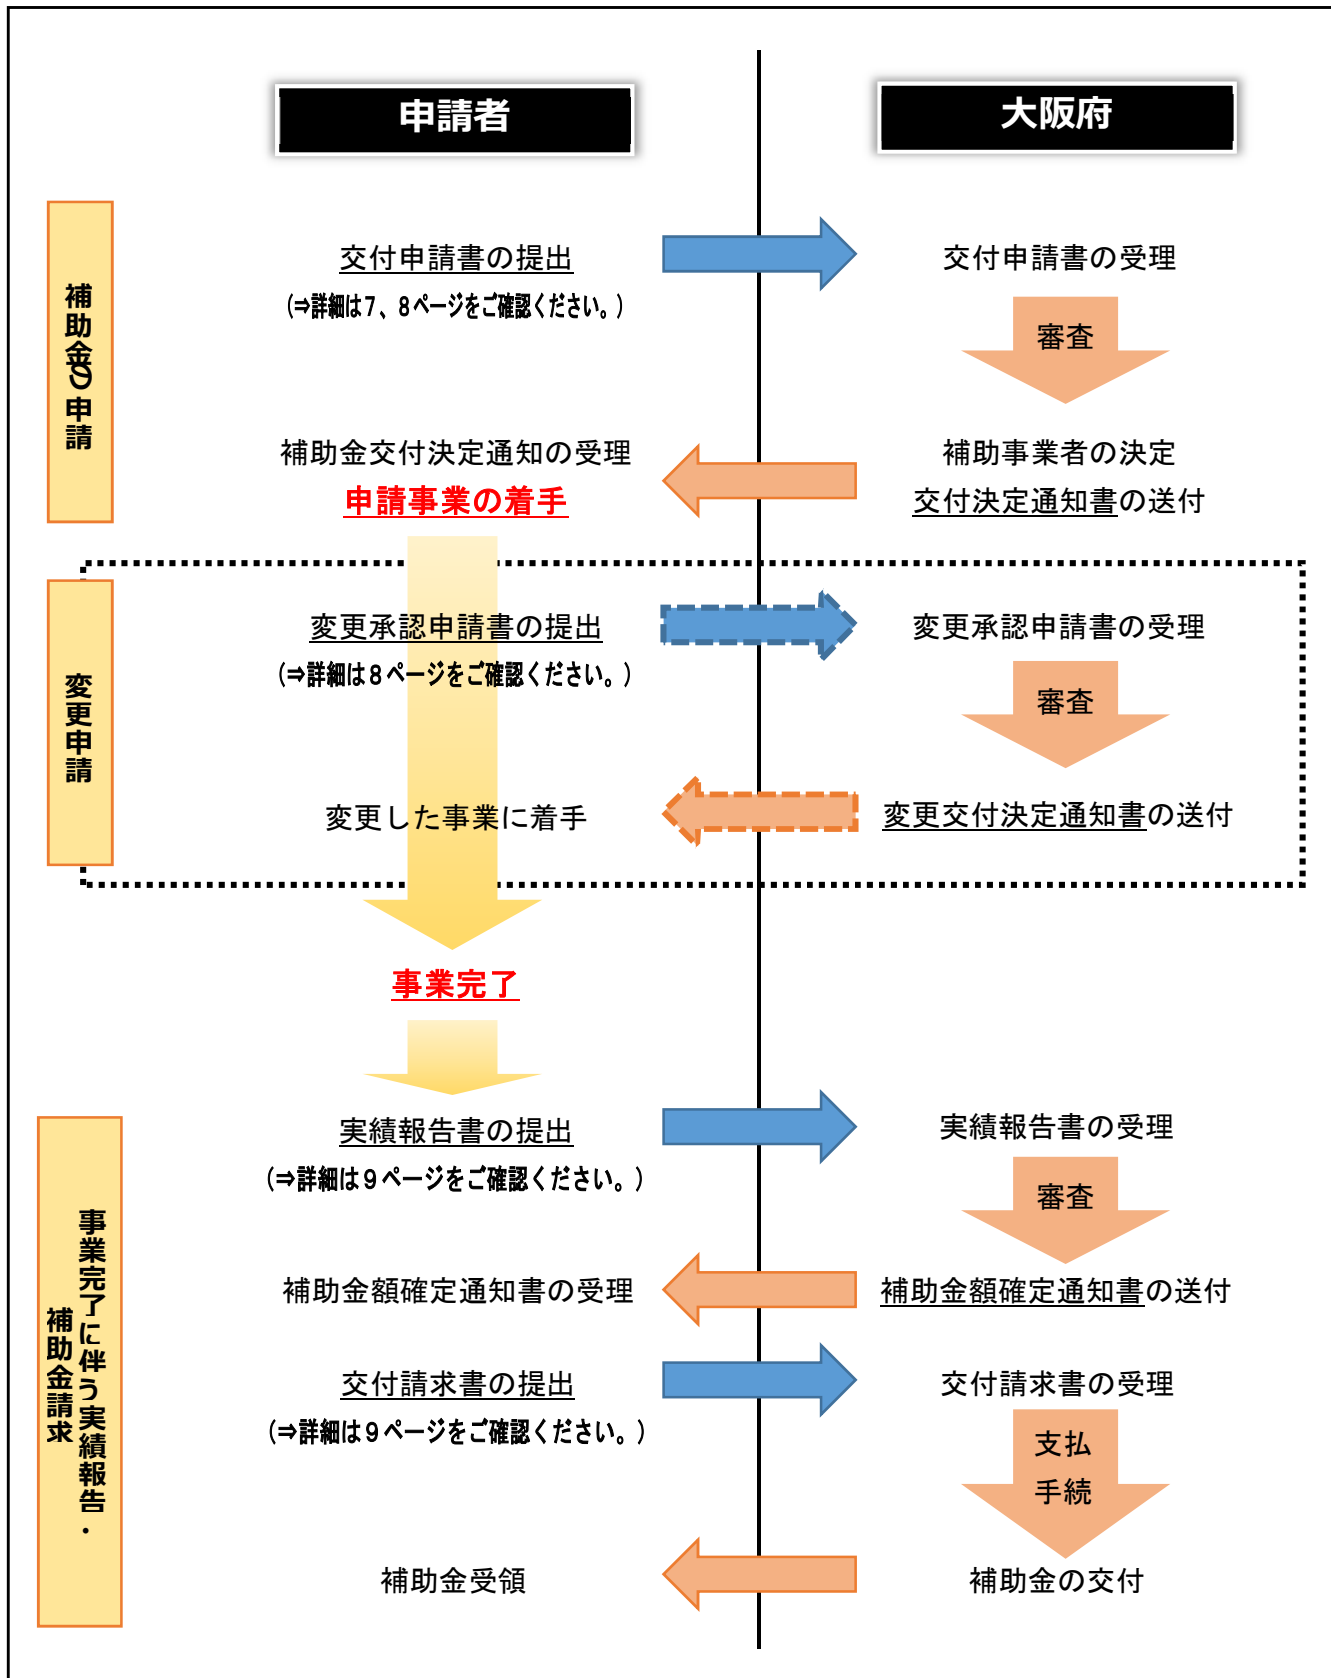 申請者
大阪府
補助金の申請
交付申請書の提出
(⇒詳細は7、8ページをご確認ください。)
交付申請書の受理
審査
補助金交付決定通知の受理
申請事業の着手
補助事業者の決定
交付決定通知書の送付
変更申請
変更承認申請書の提出
(⇒詳細は8ページをご確認ください。)
変更承認申請書の受理
審査
変更した事業に着手
変更交付決定通知書の送付
事業完了
事業完了に伴う実績報告・
補助金請求
実績報告書の提出
(⇒詳細は9ページをご確認ください。)
実績報告書の受理
審査
補助金額確定通知書の受理
補助金額確定通知書の送付
交付請求書の提出
(⇒詳細は9ページをご確認ください。)
交付請求書の受理
支払
手続
補助金受領
補助金の交付